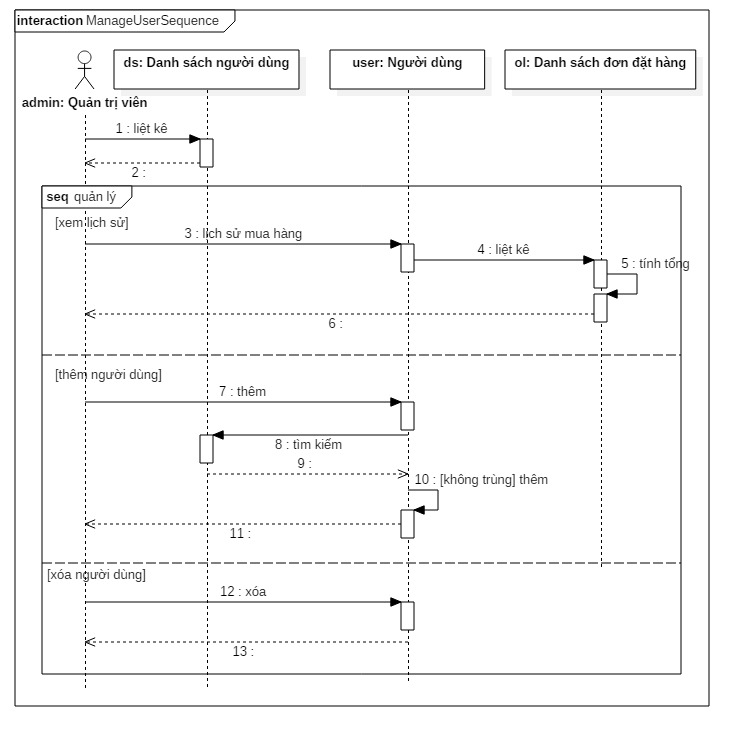 interaction ManageUserSequence
ds: Danh sách người dùng
user: Người dùng
ol: Danh sách đơn đặt hàng
admin: Quản trị viên
1 : liệt kê
2 :
seq quản lý
[xem lịch sử]
3 : lịch sử mua hàng
4 : liệt kê
5 : tính tổng
6 :
[thêm người dùng]
7 : thêm
8 : tìm kiếm
9 :
10 : [không trùng] thêm
11 :
[xóa người dùng]
12 : xóa
13 :